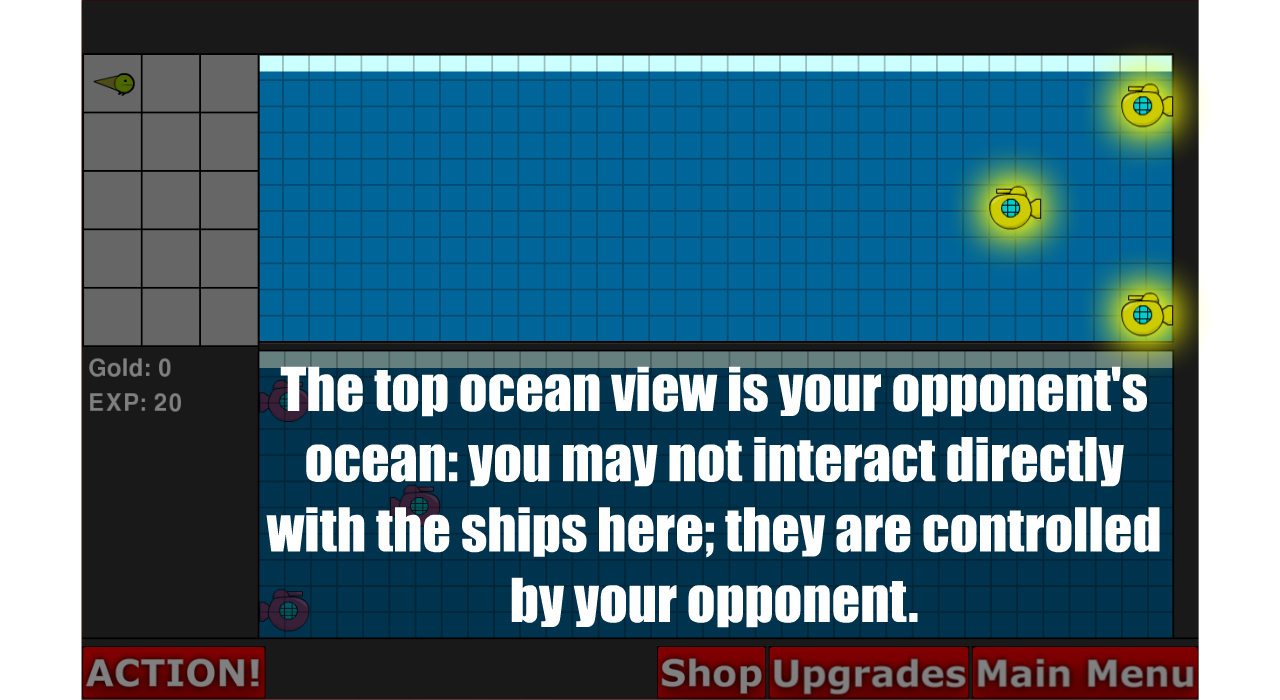 Gold: 0
EXP: 20
The top ocean view is your opponent's
ocean: you may not interact directly
with the ships here; they are controlled
by your opponent.
ACTION!
Shop
Upgrades
Main Menu